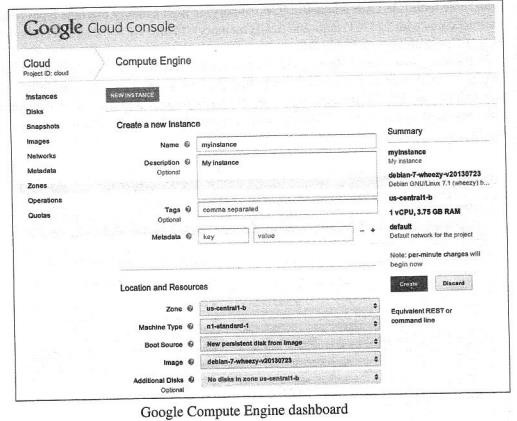 Google Cloud Console
Cloud
Project ID: cloud
Compute Engine
Instances
Disks
Snapshots
Images
Networks
Metadata
Zones
Operations
Quotas
NEW INSTANCE
Create a new Instance
Name
myinstance
Description
Optional
My instance
Tags
Optional
comma separated
Metadata
key
value
- +
Location and Resources
Zone
us-central1-b
Machine Type
n1-standard-1
Boot Source
New persistent disk from image
Image
debian-7-wheezy-v20130723
Additional Disks
Optional
No disks in zone us-central1-b
Summary
myinstance
My instance
debian-7-wheezy-v20130723
Debian GNU/Linux 7.1 (wheezy) b...
us-central1-b
1 vCPU, 3.75 GB RAM
default
Default network for the project
Note: per-minute charges will
begin now
Create
Discard
Equivalent REST or
command line
Google Compute Engine dashboard